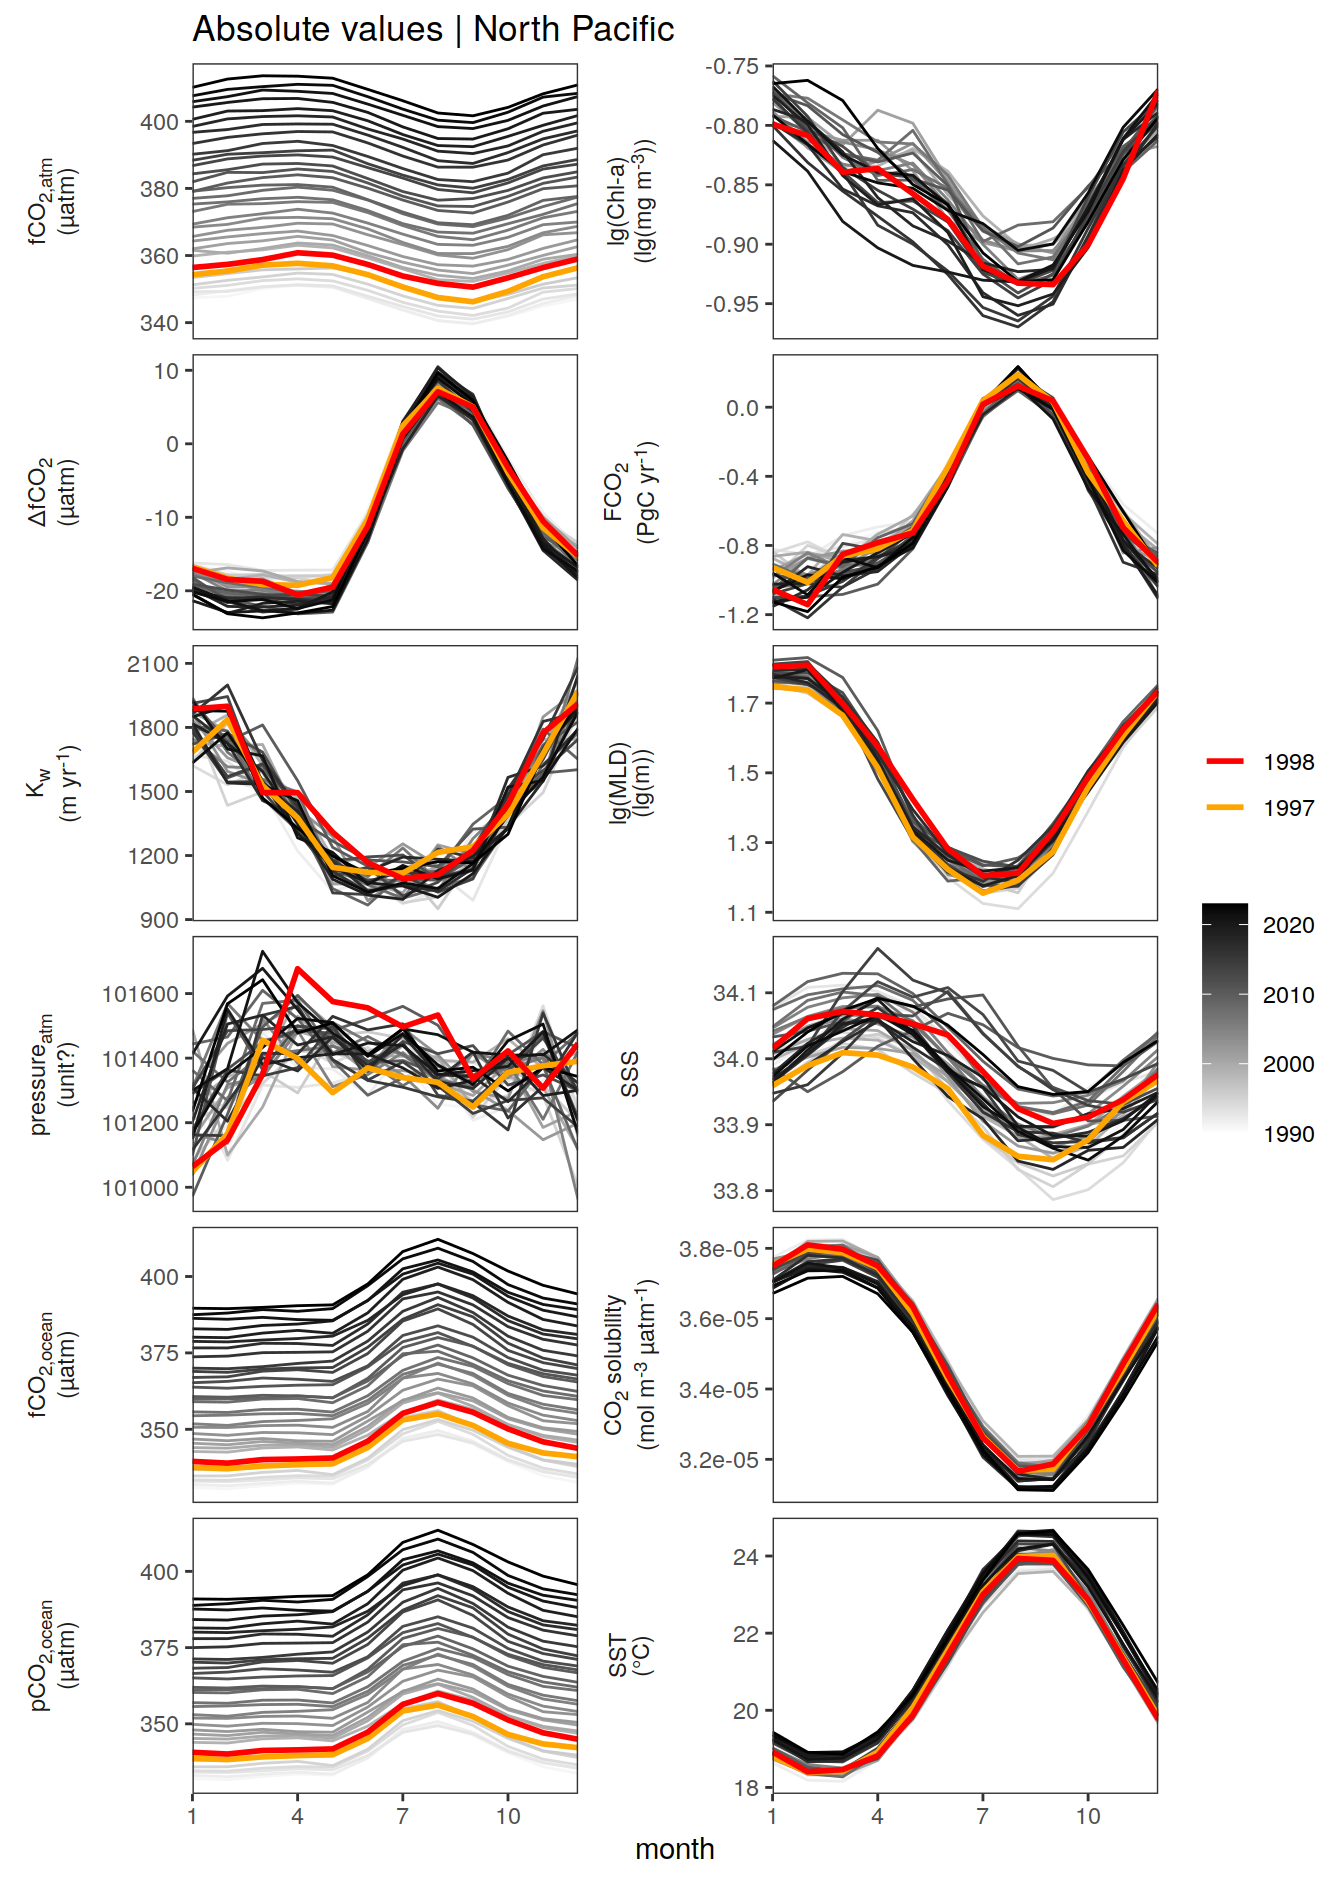 Absolute values | North Pacific
fCO2,atm
(µatm)
400
380
360
340
lg(Chl-a)
(lg(mg m-3))
-0.75
-0.80
-0.85
-0.90
-0.95
ΔfCO2
(µatm)
10
0
-10
-20
FCO2
(PgC yr-1)
0.0
-0.4
-0.8
-1.2
Kw
(m yr-1)
2100
1800
1500
1200
900
lg(MLD)
(lg(m))
1.7
1.5
1.3
1.1
pressureatm
(unit?)
101600
101400
101200
101000
SSS
34.1
34.0
33.9
33.8
fCO2,ocean
(µatm)
400
375
350
CO2 solubility
(mol m-3 µatm-1)
3.8e-05
3.6e-05
3.4e-05
3.2e-05
pCO2,ocean
(µatm)
400
375
350
SST
(°C)
24
22
20
18
1 4 7 10
1 4 7 10
month
1998
1997
2020
2010
2000
1990